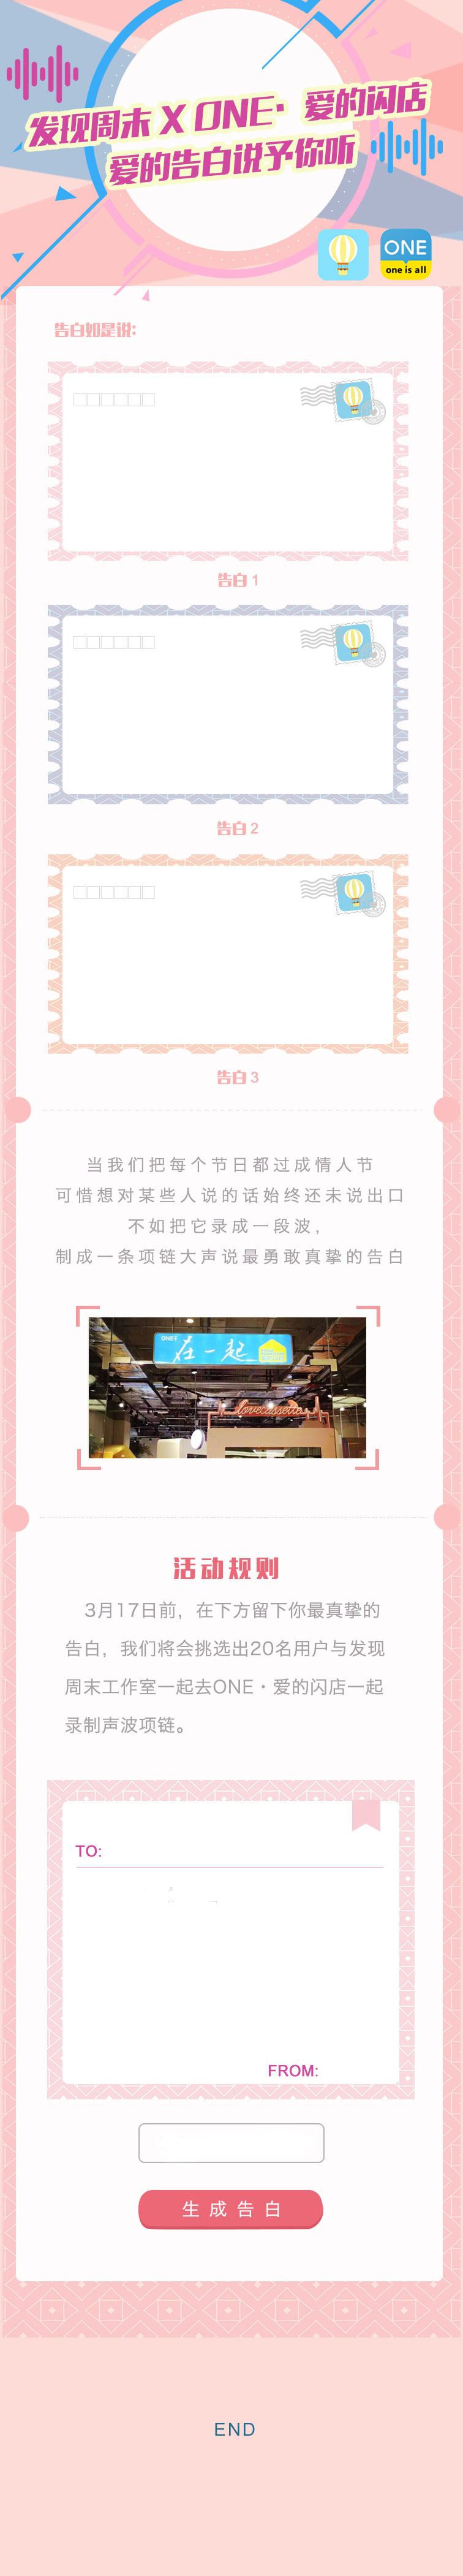 发现周末 X ONE· 爱的闪店
爱的告白说予你听
ONE
one is all
告白如是说:
告白 1
告白 2
告白 3
当我们把每个节日都过成情人节
可惜想对某些人说的话始终还未说出口
不如把它录成一段波，
制成一条项链大声说最勇敢真挚的告白
在一起
lovecassette
活动规则
3月17日前，在下方留下你最真挚的
告白，我们将会挑选出20名用户与发现
周末工作室一起去ONE·爱的闪店一起
录制声波项链。
TO:
FROM:
生成告白
END